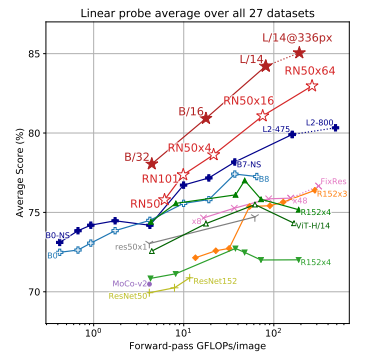 Linear probe average over all 27 datasets
L/14@336px
85
L/14
RN50x64
RN50x16
B/16
L2-800
80
L2-475
RN50x4
B/32
B7-NS
RN101
B8
FixRes
RN50
R152x3
x48
75
x8
R152x4
ViT-H/14
B0-NS
res50x1
B0
R152x4
MoCo-v2
ResNet152
70
ResNet50
10⁰
10¹
10²
Forward-pass GFLOPs/image
Average Score (%)